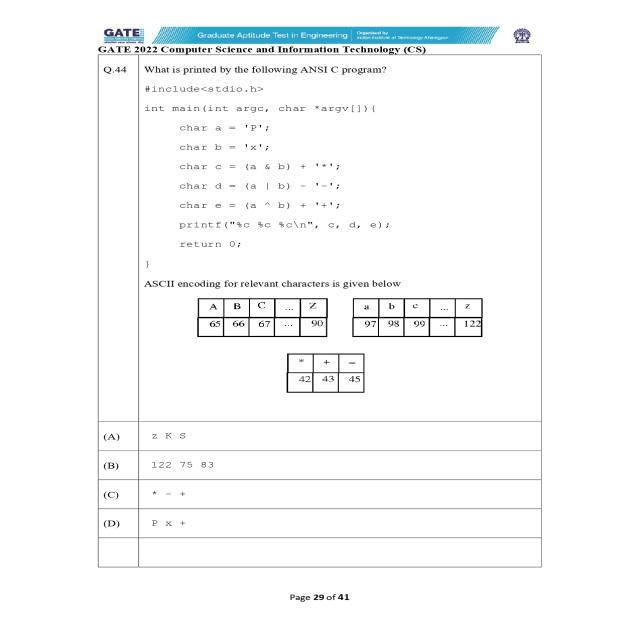 GATE
Graduate Aptitude Test in Engineering
Organised by
Indian Institute of Technology Kharagpur
GATE 2022 Computer Science and Information Technology (CS)
Q.44 What is printed by the following ANSI C program?
#include<stdio.h>
int main(int argc, char *argv[]){
char a = 'P';
char b = 'x';
char c = (a & b) + '*';
char d = (a | b) - '-';
char e = (a ^ b) + '+';
printf("%c %c %c\n", c, d, e);
return 0;
}
ASCII encoding for relevant characters is given below
A B C ... Z
65 66 67 ... 90
a b c ... z
97 98 99 ... 122
* + −
42 43 45
(A) z K S
(B) 122 75 83
(C) * - +
(D) P x +
Page 29 of 41